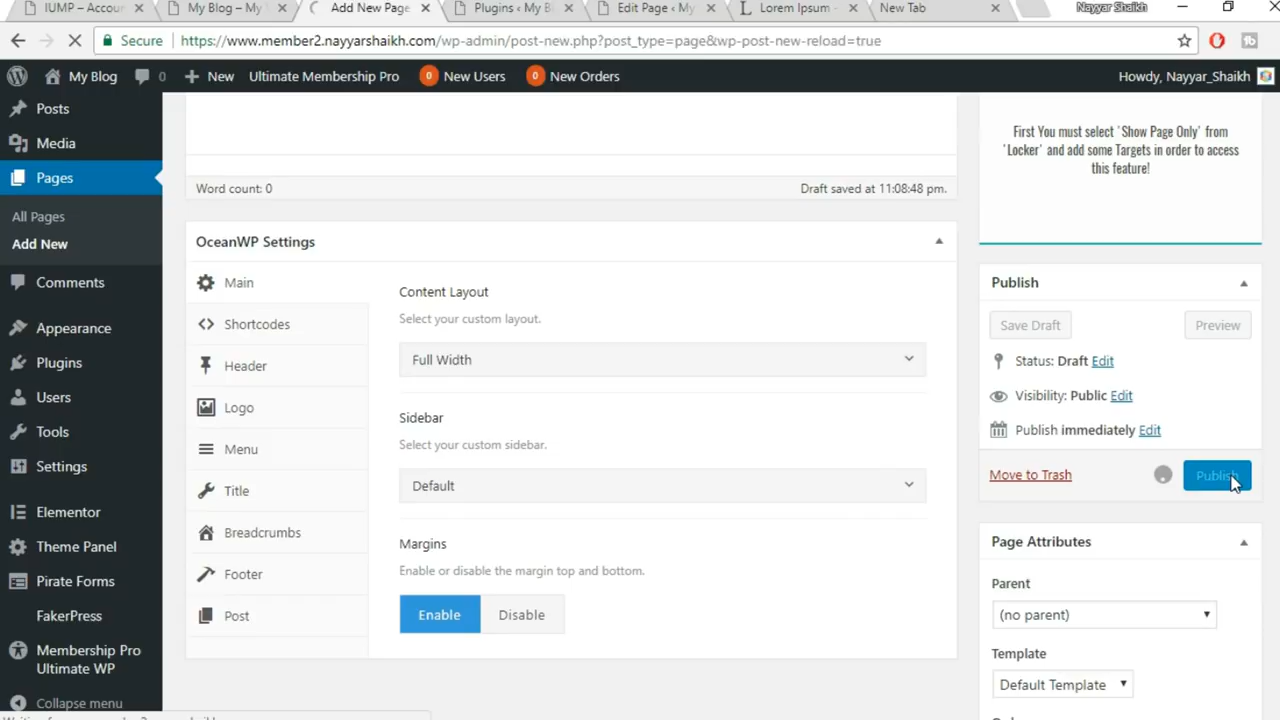 IUMP – Accou
My Blog – My
Add New Page
Plugins ‹ My B
Edit Page ‹ My
Lorem Ipsum -
New Tab
Nayyar Shaikh
Secure
https://www.member2.nayyarshaikh.com/wp-admin/post-new.php?post_type=page&wp-post-new-reload=true
My Blog
0
New
Ultimate Membership Pro
0 New Users
0 New Orders
Howdy, Nayyar_Shaikh
Posts
Media
Pages
All Pages
Add New
Comments
Appearance
Plugins
Users
Tools
Settings
Elementor
Theme Panel
Pirate Forms
FakerPress
Membership Pro
Ultimate WP
Collapse menu
Word count: 0
Draft saved at 11:08:48 pm.
OceanWP Settings
Main
Shortcodes
Header
Logo
Menu
Title
Breadcrumbs
Footer
Post
Content Layout
Select your custom layout.
Full Width
Sidebar
Select your custom sidebar.
Default
Margins
Enable or disable the margin top and bottom.
Enable
Disable
First You must select `Show Page Only` from
`Locker` and add some Targets in order to access
this feature!
Publish
Save Draft
Preview
Status: Draft Edit
Visibility: Public Edit
Publish immediately Edit
Move to Trash
Publish
Page Attributes
Parent
(no parent)
Template
Default Template